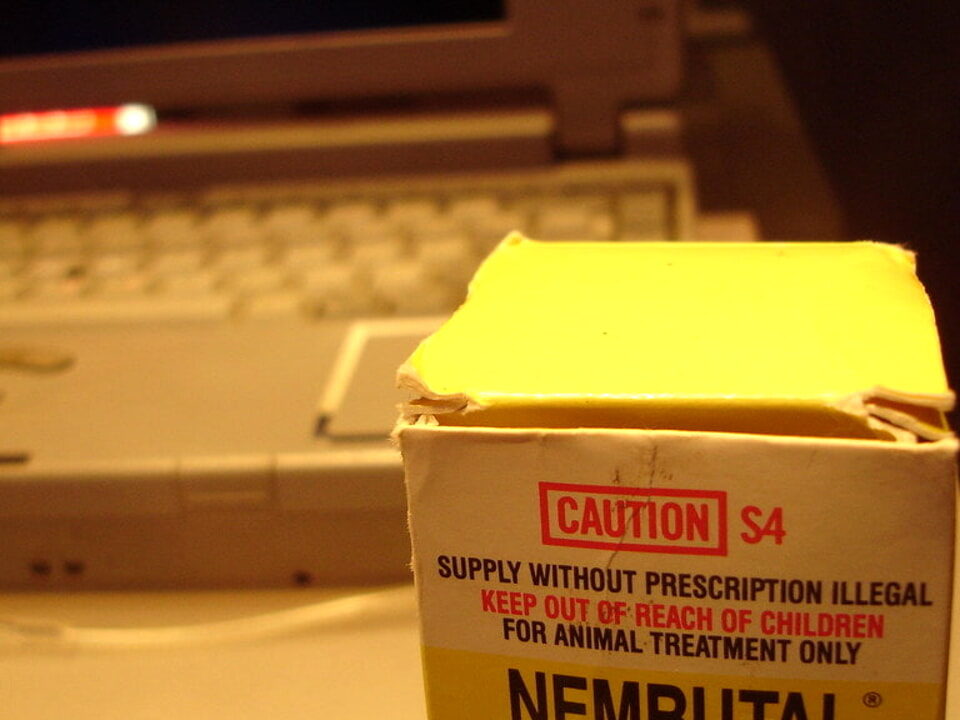 CAUTION S4
SUPPLY WITHOUT PRESCRIPTION ILLEGAL
KEEP OUT OF REACH OF CHILDREN
FOR ANIMAL TREATMENT ONLY
NEMBUTAL ®